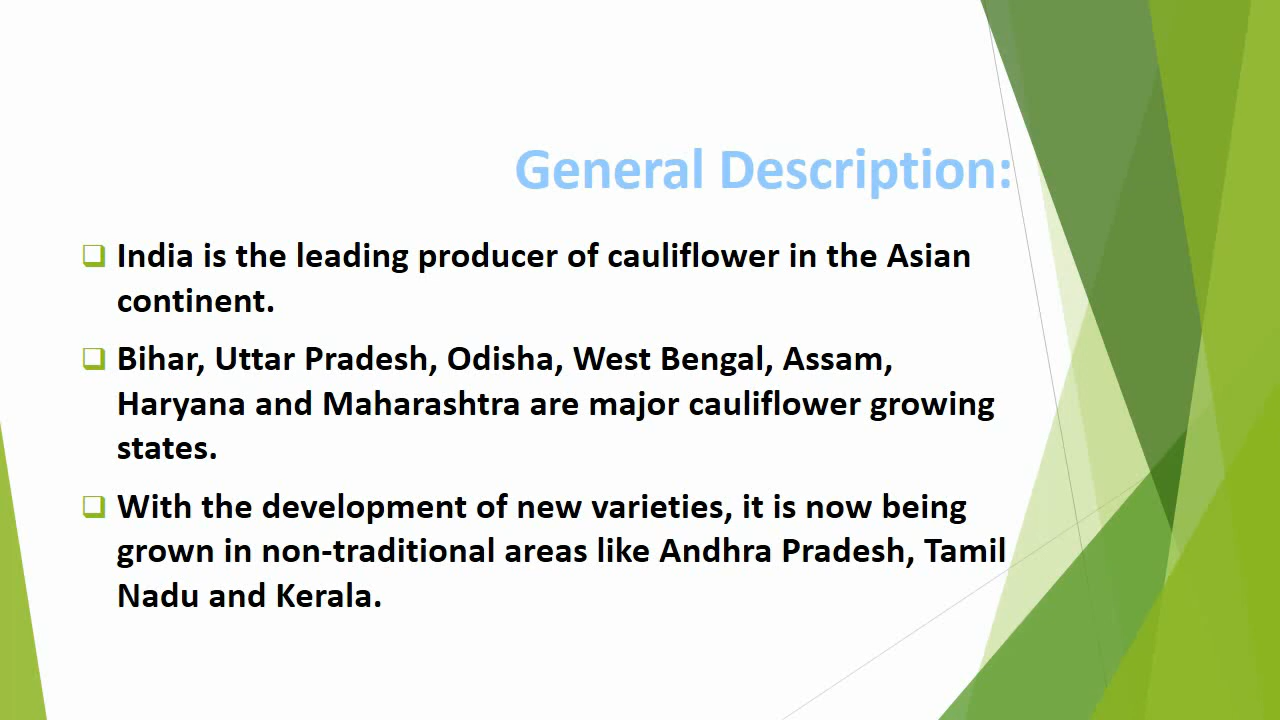 General Description:
India is the leading producer of cauliflower in the Asian
continent.
Bihar, Uttar Pradesh, Odisha, West Bengal, Assam,
Haryana and Maharashtra are major cauliflower growing
states.
With the development of new varieties, it is now being
grown in non-traditional areas like Andhra Pradesh, Tamil
Nadu and Kerala.